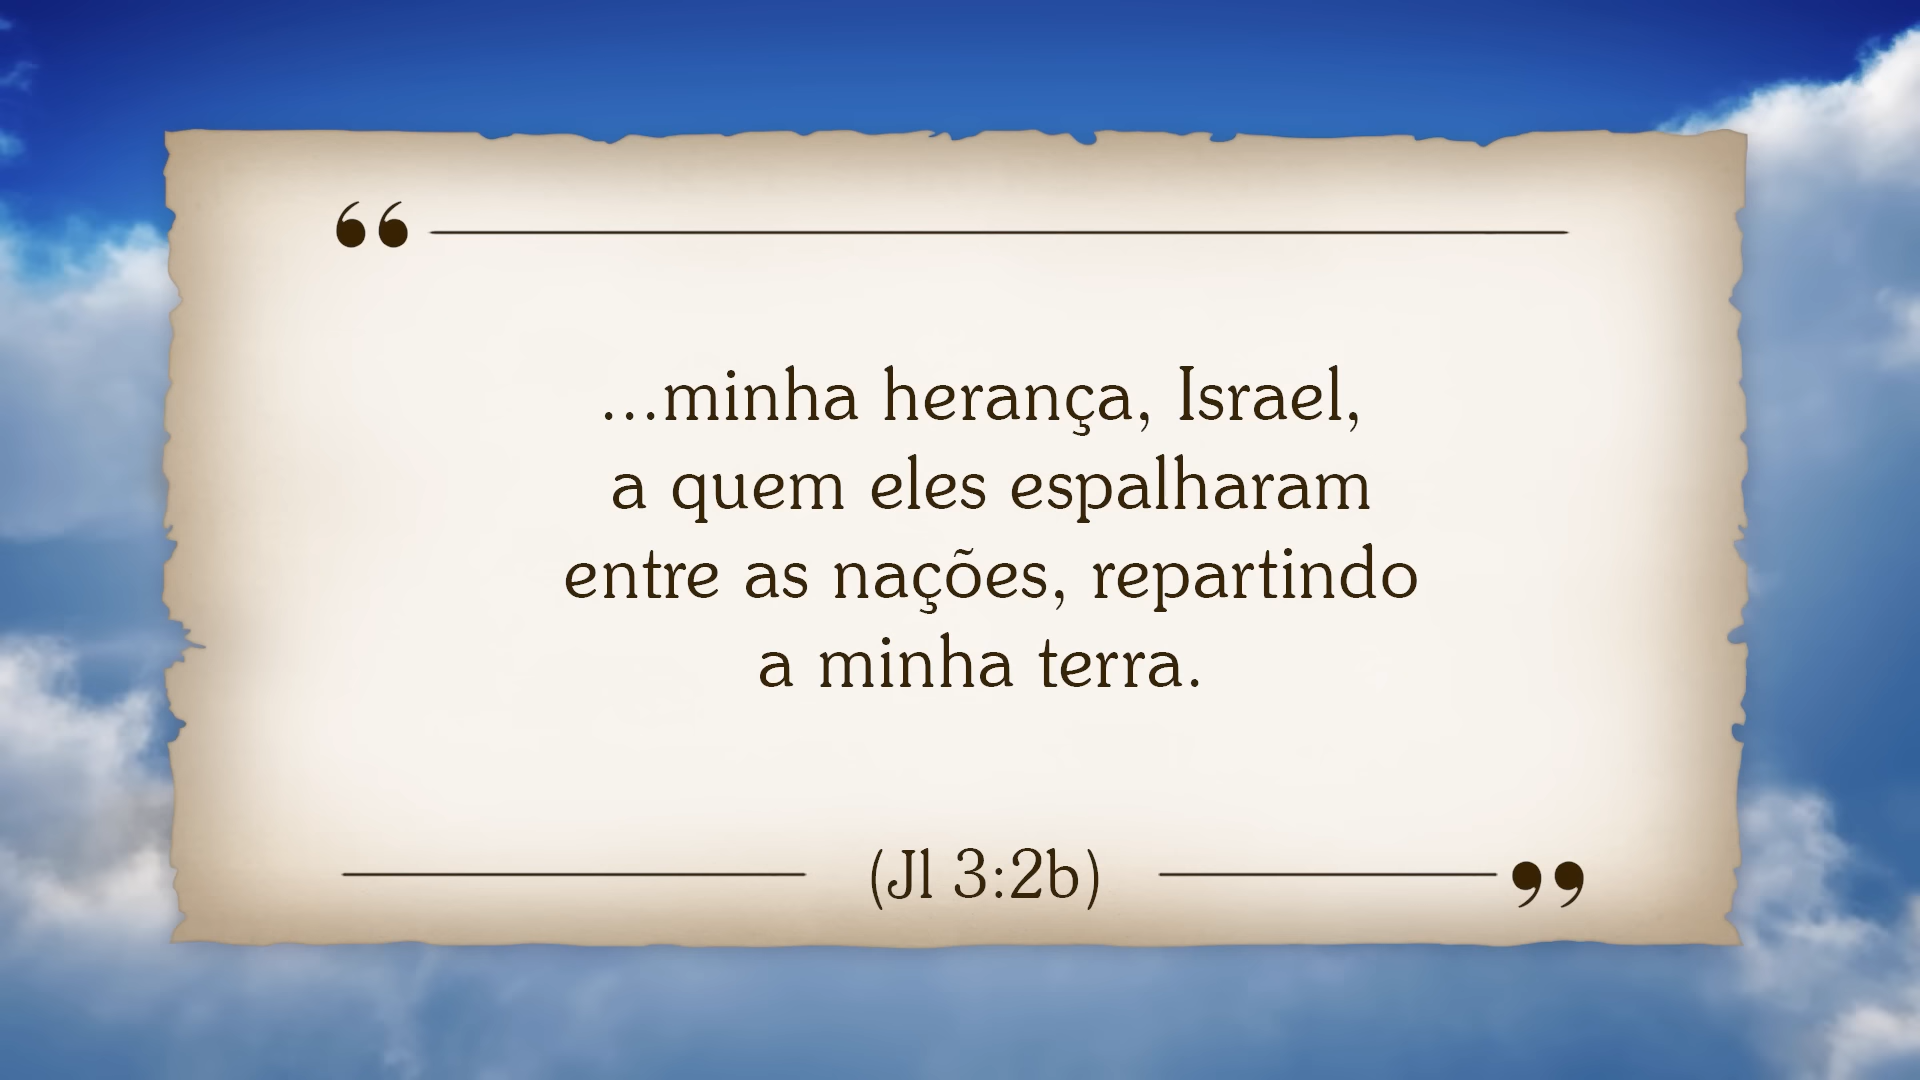 “
…minha herança, Israel,
a quem eles espalharam
entre as nações, repartindo
a minha terra.
(Jl 3:2b) ”